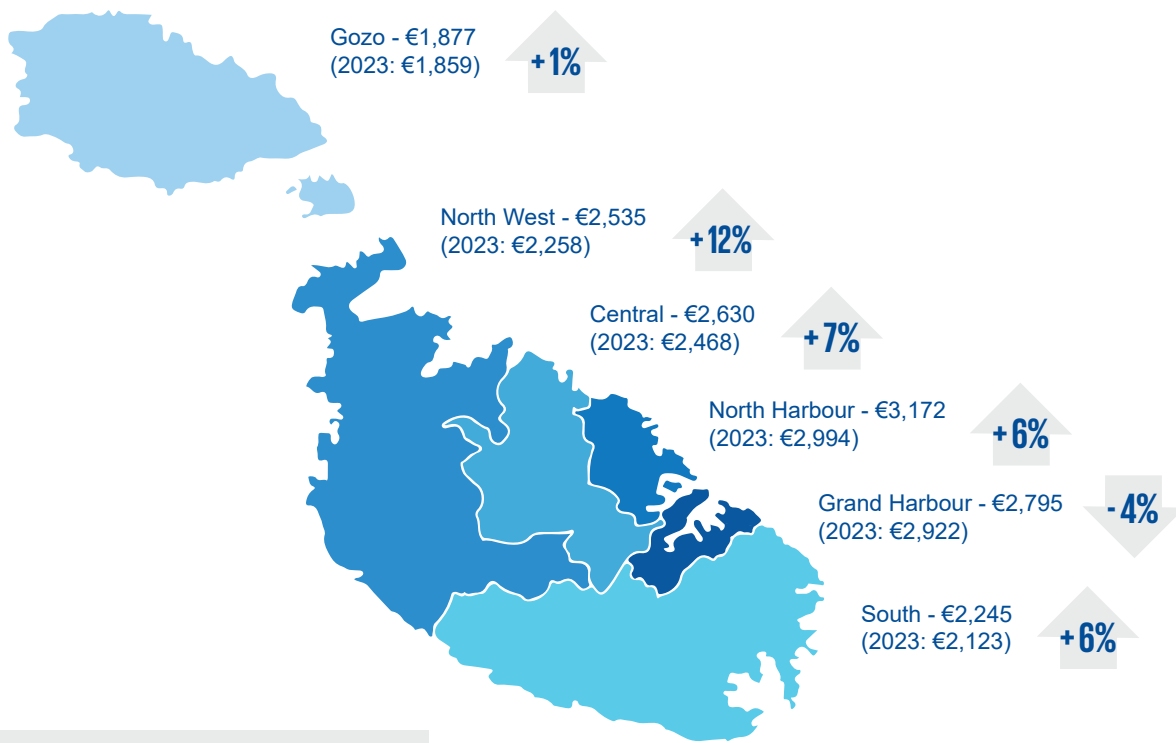 Gozo - €1,877
(2023: €1,859)
+1%
North West - €2,535
(2023: €2,258)
+12%
Central - €2,630
(2023: €2,468)
+7%
North Harbour - €3,172
(2023: €2,994)
+6%
Grand Harbour - €2,795
(2023: €2,922)
-4%
South - €2,245
(2023: €2,123)
+6%